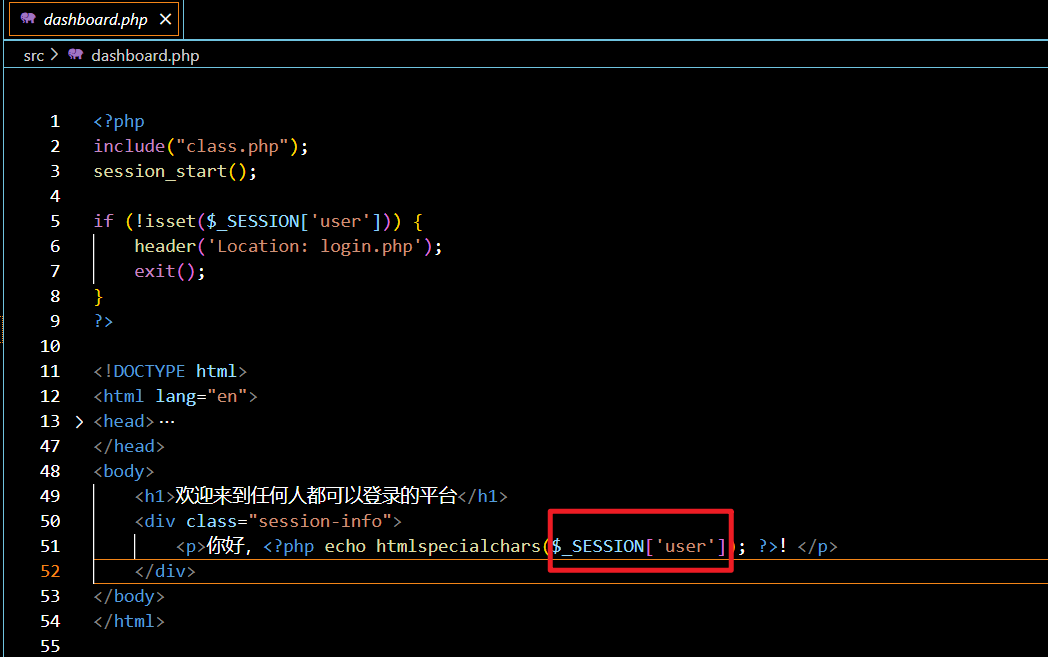 dashboard.php ×
src > dashboard.php
1 <?php
2 include("class.php");
3 session_start();
4
5 if (!isset($_SESSION['user'])) {
6 header('Location: login.php');
7 exit();
8 }
9 ?>
10
11 <!DOCTYPE html>
12 <html lang="en">
13 > <head>…
47 </head>
48 <body>
49 <h1>欢迎来到任何人都可以登录的平台</h1>
50 <div class="session-info">
51 <p>你好，<?php echo htmlspecialchars($_SESSION['user']); ?>! </p>
52 </div>
53 </body>
54 </html>
55